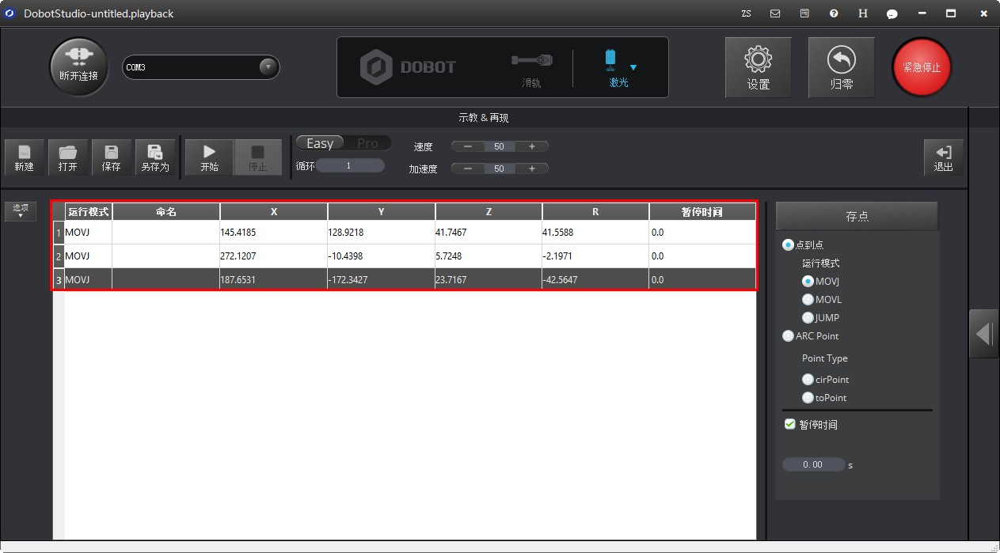 DobotStudio-untitled.playback
ZS
H
断开连接
COM3
DOBOT
滑轨
激光
设置
归零
紧急停止
示教 & 再现
新建
打开
保存
另存为
开始
停止
Easy
Pro
循环 1
速度 − 50 +
加速度 − 50 +
退出
选项
运行模式 命名 X Y Z R 暂停时间
1 MOVJ 145.4185 128.9218 41.7467 41.5588 0.0
2 MOVJ 272.1207 -10.4398 5.7248 -2.1971 0.0
3 MOVJ 187.6531 -172.3427 23.7167 -42.5647 0.0
存点
点到点
运行模式
MOVJ
MOVL
JUMP
ARC Point
Point Type
cirPoint
toPoint
暂停时间
0.00 s